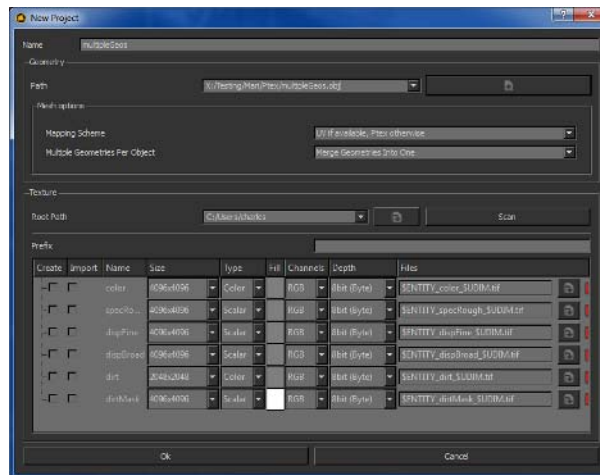 New Project
Name multipleGeos
Geometry
Path X:/Testing/Mari/Ptex/multipleGeos.obj
Mesh options
Mapping Scheme UV if available, Ptex otherwise
Multiple Geometries Per Object Merge Geometries Into One
Texture
Root Path C:/Users/charles Scan
Prefix
Create Import Name Size Type Fill Channels Depth Files
color 4096x4096 Color RGB 8bit (Byte) $ENTITY_color_$UDIM.tif
specRo... 4096x4096 Scalar RGB 8bit (Byte) $ENTITY_specRough_$UDIM.tif
dispFine 4096x4096 Scalar RGB 8bit (Byte) $ENTITY_dispFine_$UDIM.tif
dispBroad 4096x4096 Scalar RGB 8bit (Byte) $ENTITY_dispBroad_$UDIM.tif
dirt 2048x2048 Color RGB 8bit (Byte) $ENTITY_dirt_$UDIM.tif
dirtMask 4096x4096 Scalar RGB 8bit (Byte) $ENTITY_dirtMask_$UDIM.tif
Ok Cancel